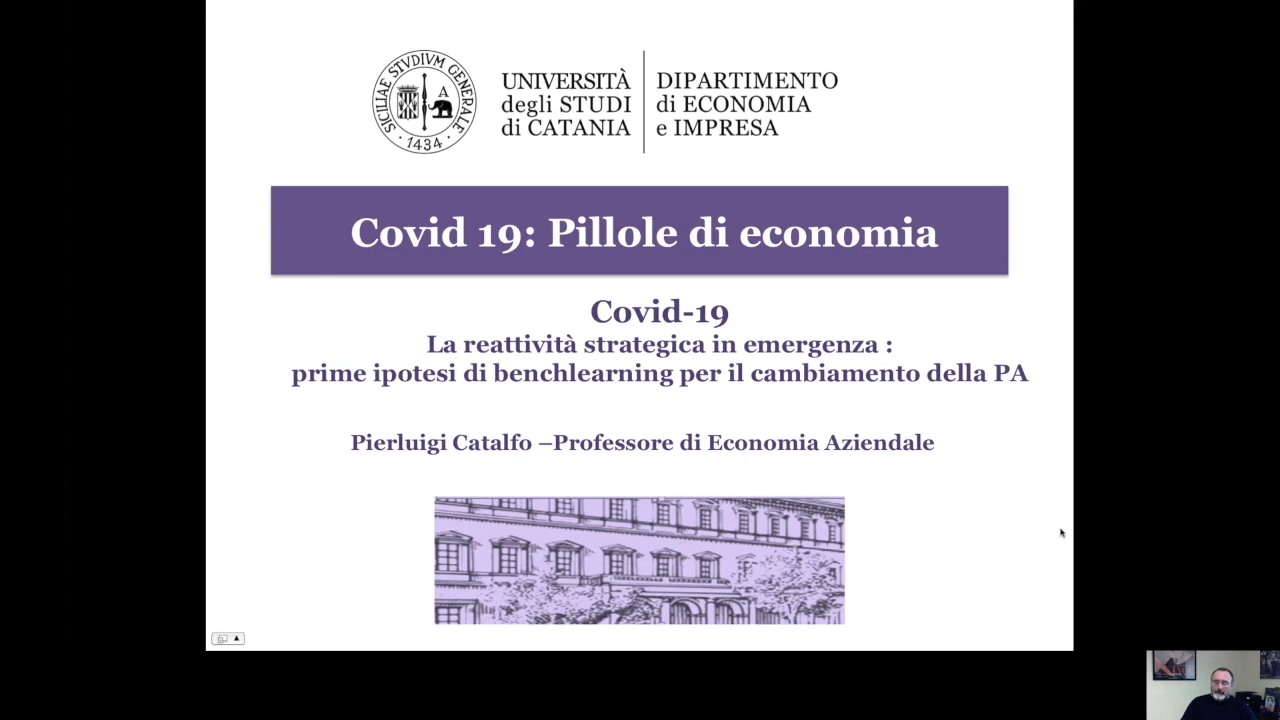 SICILIAE STVDIVM GENERALE
· 1434 ·
A
UNIVERSITÀ
degli STUDI
di CATANIA
DIPARTIMENTO
di ECONOMIA
e IMPRESA
Covid 19: Pillole di economia
Covid-19
La reattività strategica in emergenza :
prime ipotesi di benchlearning per il cambiamento della PA
Pierluigi Catalfo –Professore di Economia Aziendale